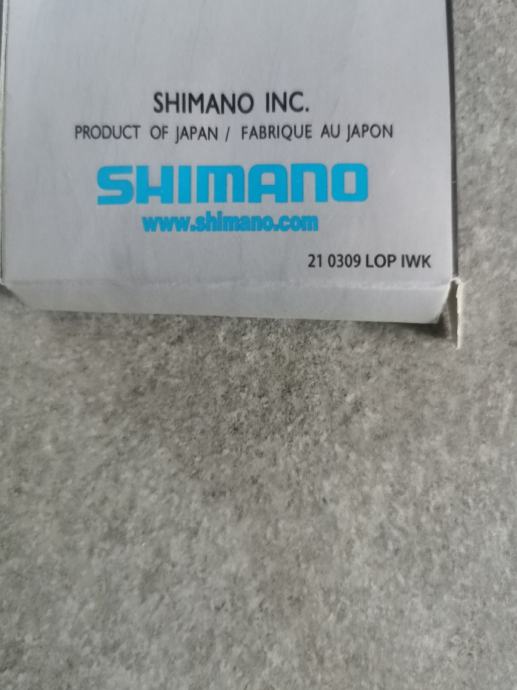 SHIMANO INC.
PRODUCT OF JAPAN / FABRIQUE AU JAPON
SHIMANO
www.shimano.com
21 0309 LOP IWK